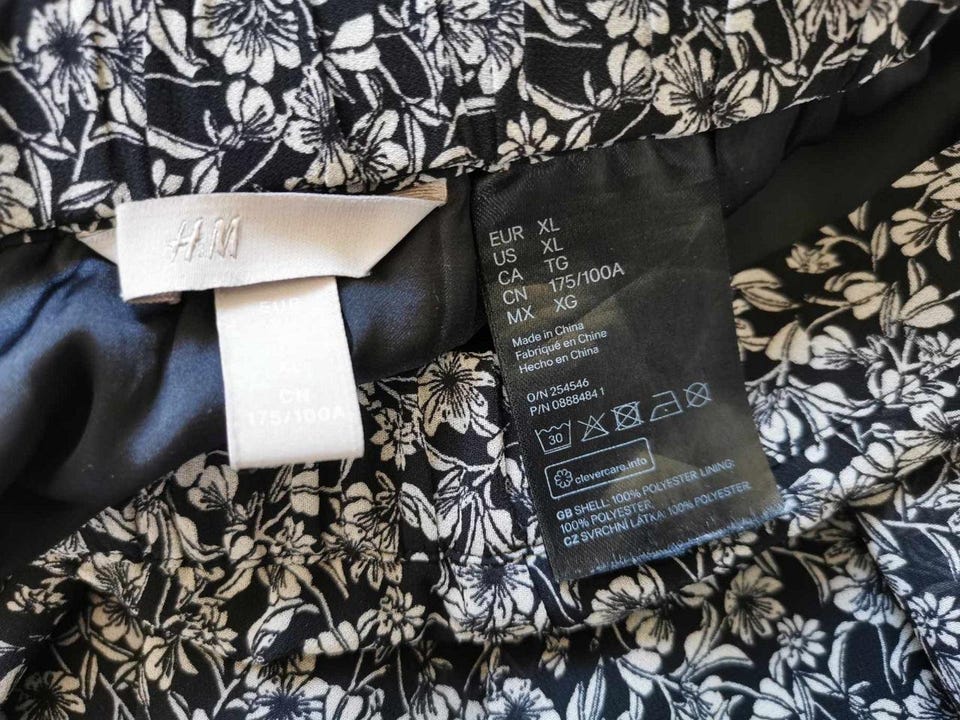 H&M
CN
175/100A
EUR XL
US XL
CA TG
CN 175/100A
MX XG
Made in China
Fabriqué en Chine
Hecho en China
O/N 254546
P/N 0888484 1
30
clevercare.info
GB SHELL: 100% POLYESTER LINING:
100% POLYESTER.
CZ SVRCHNÍ LÁTKA: 100% POLYESTER